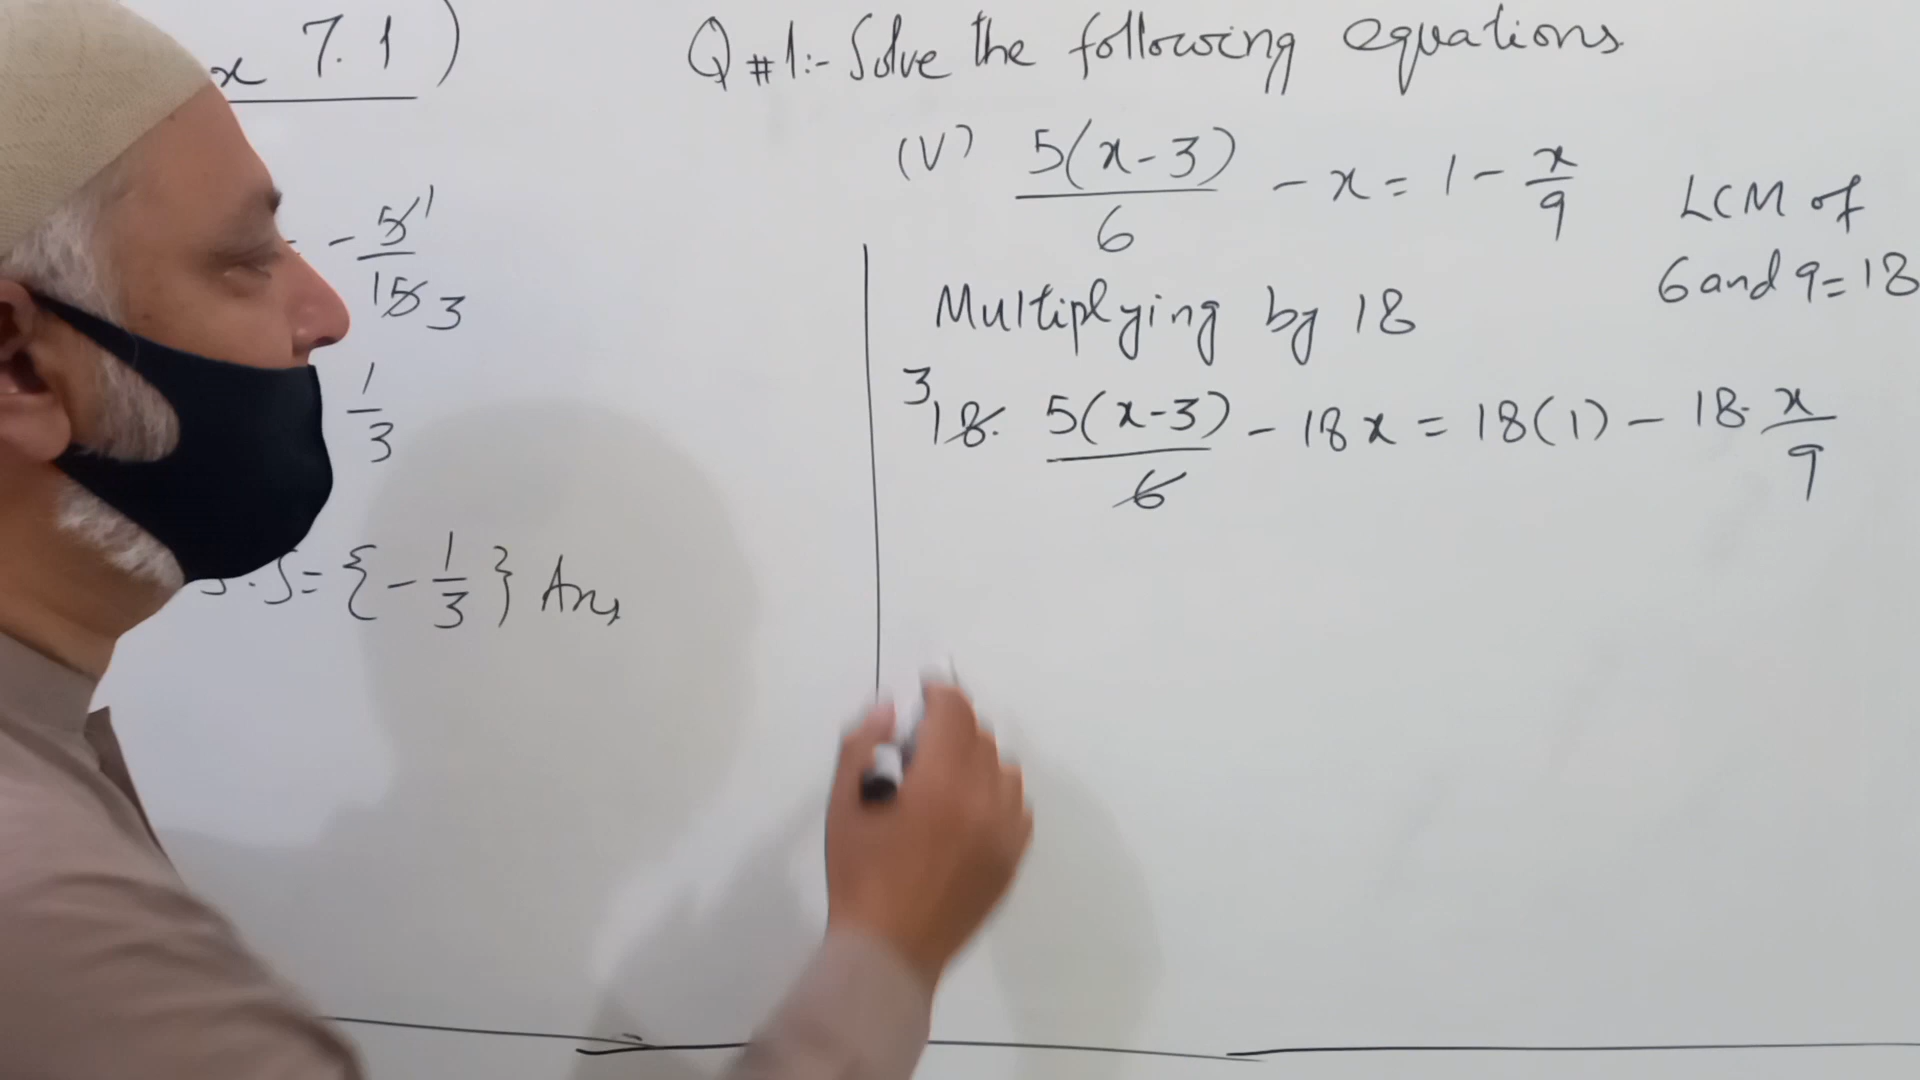 x 7.1)
- 5/15 1 3
1/3
S.S = {- 1/3} Ans
Q #1:- Solve the following equations
(V) 5(x-3)/6 - x = 1 - x/9
LCM of
6 and 9 = 18
Multiplying by 18
3 18. 5(x-3)/6 - 18x = 18(1) - 18. x/9